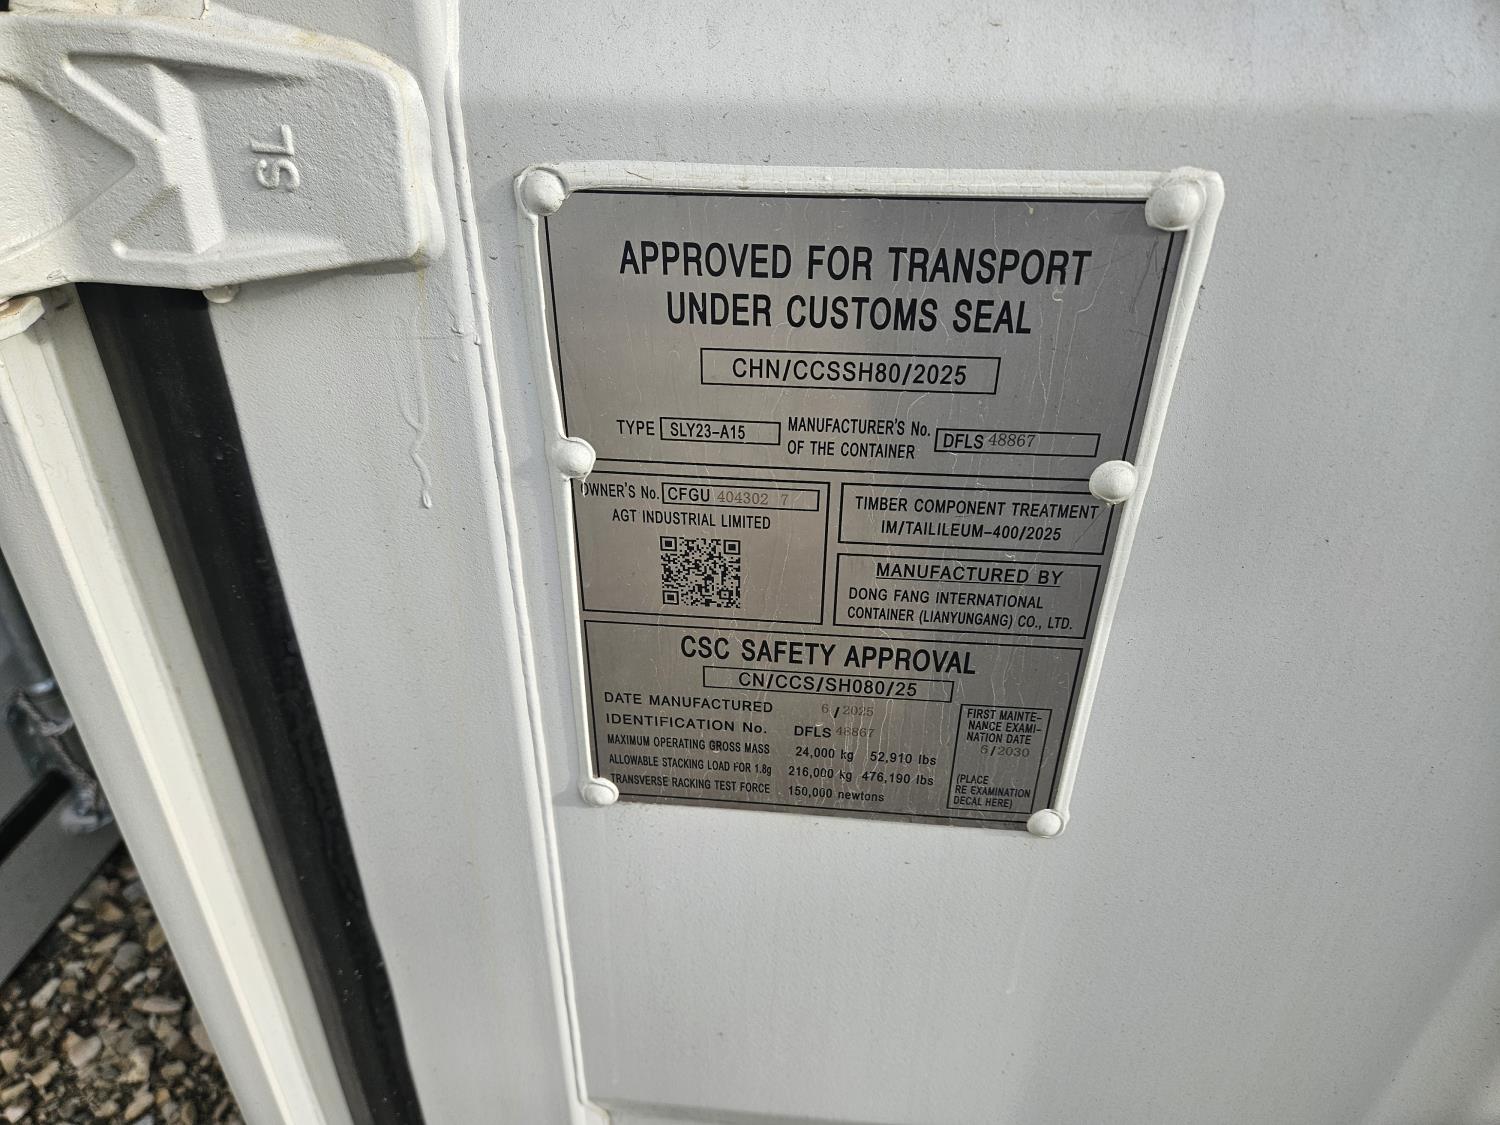 SL
APPROVED FOR TRANSPORT
UNDER CUSTOMS SEAL
CHN/CCSSH80/2025
TYPE SLY23-A15
MANUFACTURER'S No.
OF THE CONTAINER
DFLS 48867
OWNER'S No. CFGU 404302 7
AGT INDUSTRIAL LIMITED
TIMBER COMPONENT TREATMENT
IM/TAILILEUM-400/2025
MANUFACTURED BY
DONG FANG INTERNATIONAL
CONTAINER (LIANYUNGANG) CO., LTD.
CSC SAFETY APPROVAL
CN/CCS/SH080/25
DATE MANUFACTURED 6/2025
IDENTIFICATION No. DFLS 48867
MAXIMUM OPERATING GROSS MASS 24,000 kg 52,910 lbs
ALLOWABLE STACKING LOAD FOR 1.8g 216,000 kg 476,190 lbs
TRANSVERSE RACKING TEST FORCE 150,000 newtons
FIRST MAINTE-
NANCE EXAMI-
NATION DATE
6/2030
(PLACE
RE EXAMINATION
DECAL HERE)